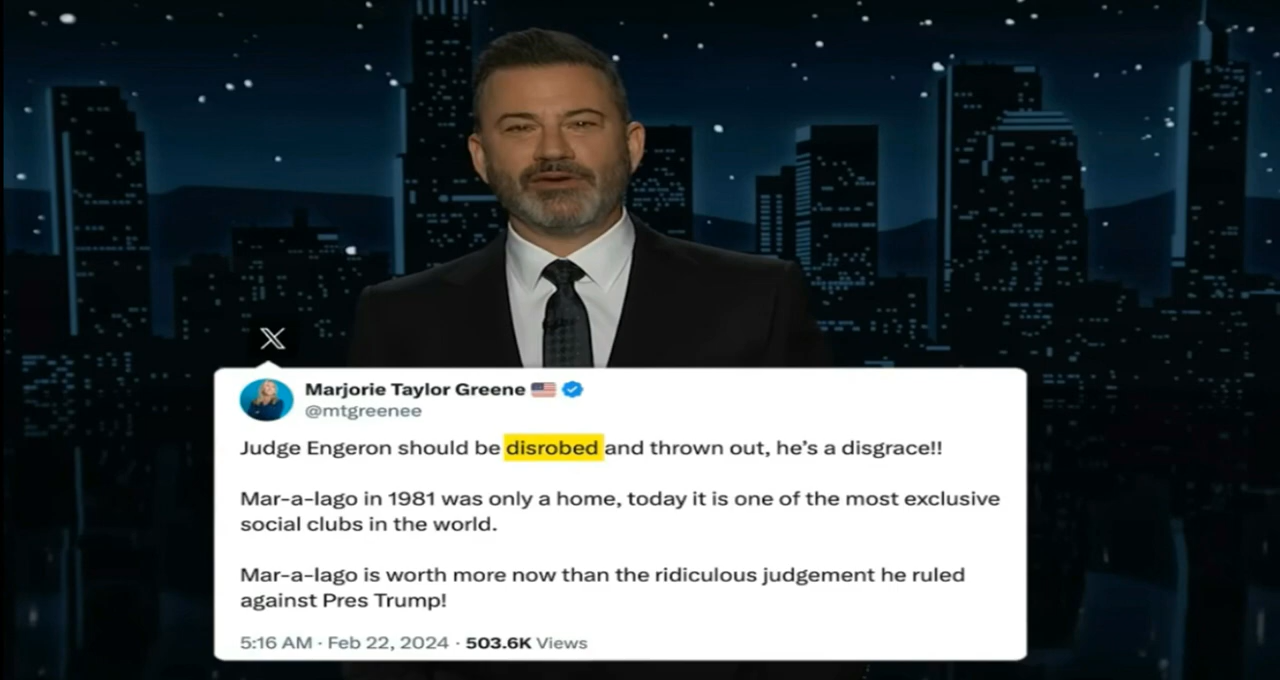 X
Marjorie Taylor Greene 🇺🇸
@mtgreenee
Judge Engeron should be disrobed and thrown out, he's a disgrace!!
Mar-a-lago in 1981 was only a home, today it is one of the most exclusive
social clubs in the world.
Mar-a-lago is worth more now than the ridiculous judgement he ruled
against Pres Trump!
5:16 AM · Feb 22, 2024 · 503.6K Views